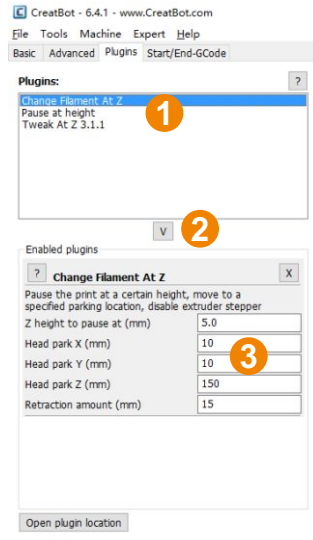 CreatBot - 6.4.1 - www.CreatBot.com
File Tools Machine Expert Help
Basic Advanced Plugins Start/End-GCode
Plugins: ?
Change Filament At Z
Pause at height
Tweak At Z 3.1.1
1
V 2
Enabled plugins
? Change Filament At Z X
Pause the print at a certain height, move to a
specified parking location, disable extruder stepper
Z height to pause at (mm) 5.0
Head park X (mm) 10
Head park Y (mm) 10
3
Head park Z (mm) 150
Retraction amount (mm) 15
Open plugin location